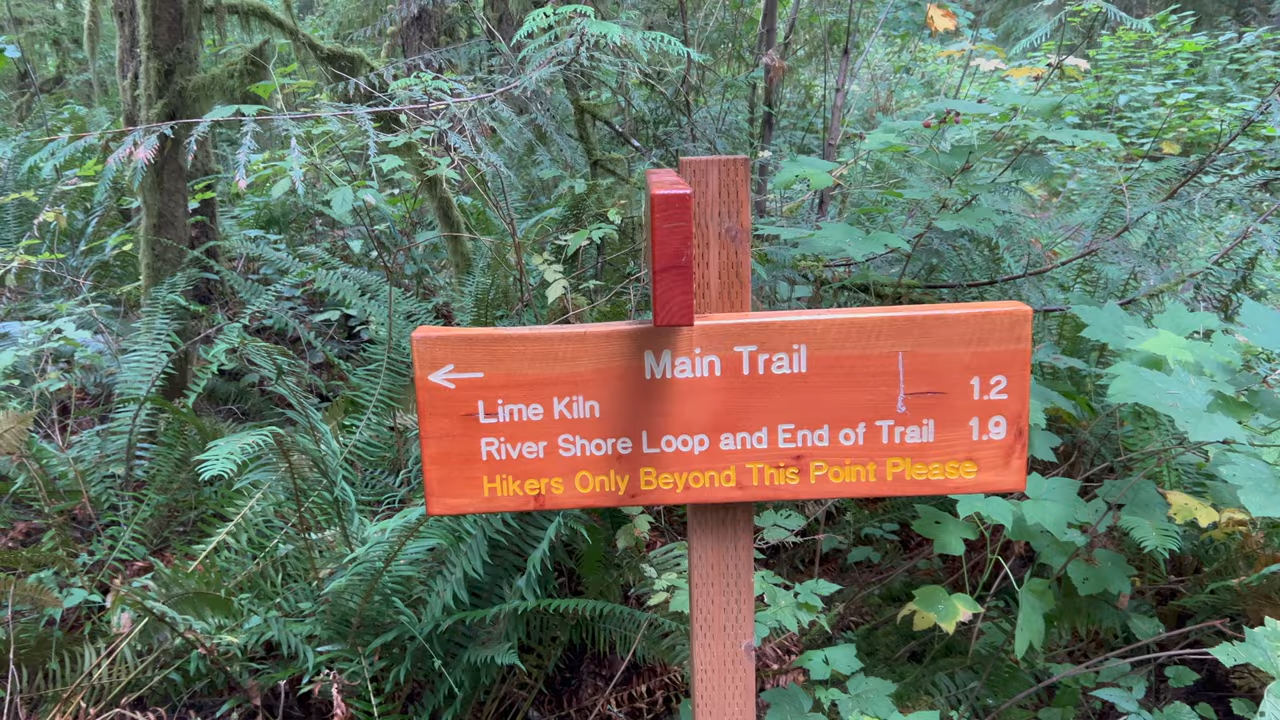 ← Main Trail
Lime Kiln 1.2
River Shore Loop and End of Trail 1.9
Hikers Only Beyond This Point Please